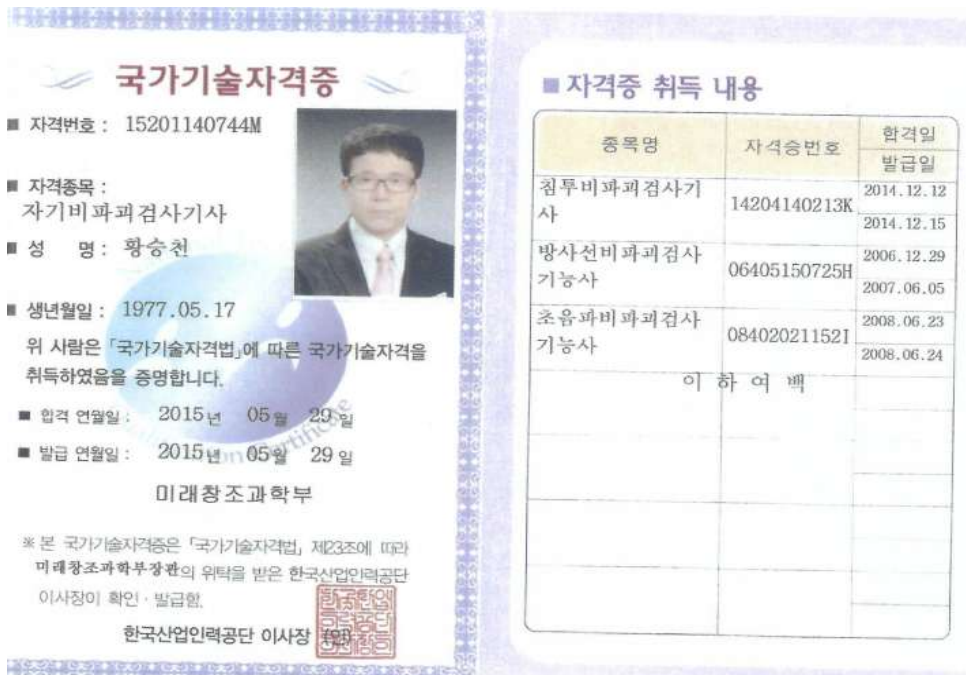 국가기술자격증
■ 자격번호 : 15201140744M
■ 자격종목 :
자기비파괴검사기사
■ 성 명 : 황승천
■ 생년월일 : 1977.05.17
위 사람은 「국가기술자격법」에 따른 국가기술자격을
취득하였음을 증명합니다.
■ 합격 연월일 : 2015년 05월 29일
■ 발급 연월일 : 2015년 05월 29일
미래창조과학부
※ 본 국가기술자격증은 「국가기술자격법」 제23조에 따라
미래창조과학부장관의 위탁을 받은 한국산업인력공단
이사장이 확인·발급함.
한국산업인력공단 이사장 (인)
■ 자격증 취득 내용
종목명 자격증번호 합격일
발급일
침투비파괴검사기
사 14204140213K 2014.12.12
2014.12.15
방사선비파괴검사
기능사 06405150725H 2006.12.29
2007.06.05
초음파비파괴검사
기능사 08402021152I 2008.06.23
2008.06.24
이 하 여 백